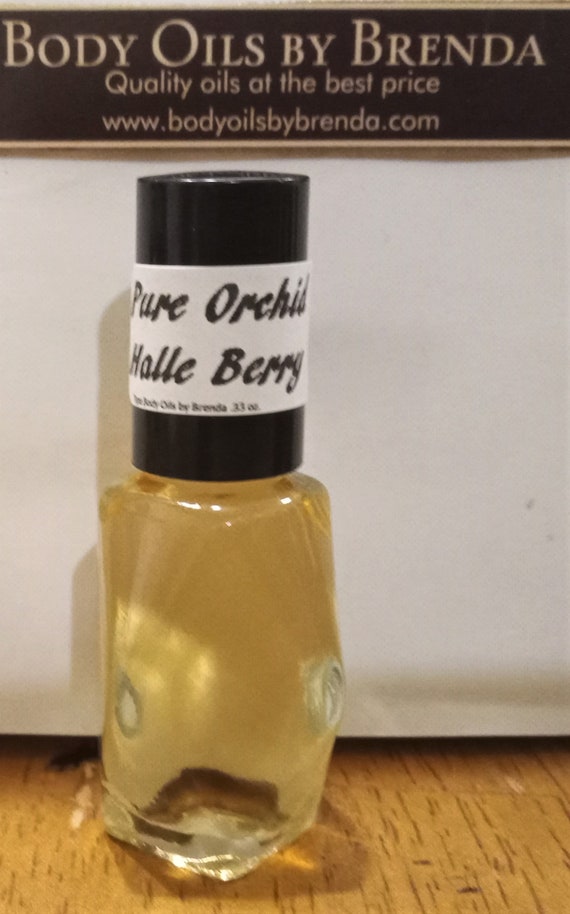 BODY OILS BY BRENDA
Quality oils at the best price
www.bodyoilsbybrenda.com
Pure Orchid
Halle Berry
Pure Body Oils by Brenda .33 oz.